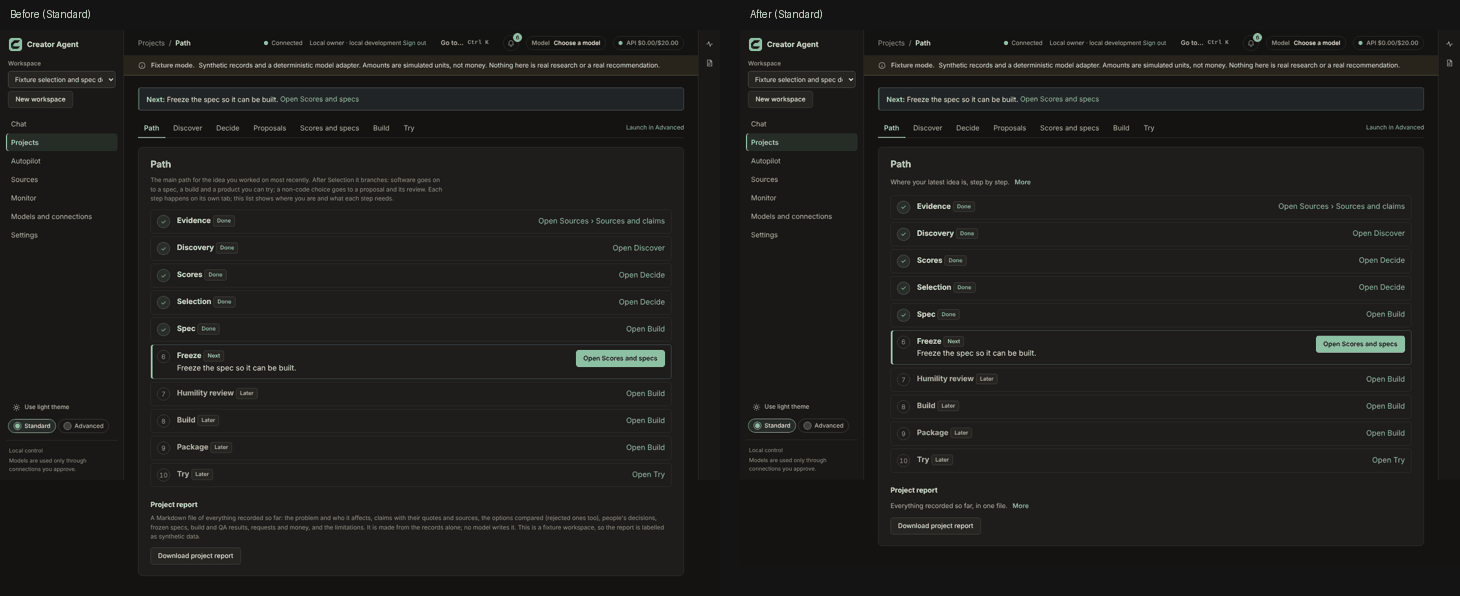 Before (Standard)
Creator Agent
Workspace
Fixture selection and spec d
New workspace
Chat
Projects
Autopilot
Sources
Monitor
Models and connections
Settings
Use light theme
Standard
Advanced
Local control
Models are used only through
connections you approve.
Projects / Path
Connected
Local owner · local development Sign out
Go to... Ctrl K
6
Model Choose a model
API $0.00/$20.00
Fixture mode. Synthetic records and a deterministic model adapter. Amounts are simulated units, not money. Nothing here is real research or a real recommendation.
Next: Freeze the spec so it can be built. Open Scores and specs
Path Discover Decide Proposals Scores and specs Build Try
Launch in Advanced
Path
The main path for the idea you worked on most recently. After Selection it branches: software goes on
to a spec, a build and a product you can try; a non-code choice goes to a proposal and its review. Each
step happens on its own tab; this list shows where you are and what each step needs.
Evidence Done Open Sources › Sources and claims
Discovery Done Open Discover
Scores Done Open Decide
Selection Done Open Decide
Spec Done Open Build
6 Freeze Next Open Scores and specs
Freeze the spec so it can be built.
7 Humility review Later Open Build
8 Build Later Open Build
9 Package Later Open Build
10 Try Later Open Try
Project report
A Markdown file of everything recorded so far: the problem and who it affects, claims with their quotes and sources, the options compared (rejected ones too), people's decisions,
frozen specs, build and QA results, requests and money, and the limitations. It is made from the records alone; no model writes it. This is a fixture workspace, so the report is labelled
as synthetic data.
Download project report
After (Standard)
Creator Agent
Workspace
Fixture selection and spec d
New workspace
Chat
Projects
Autopilot
Sources
Monitor
Models and connections
Settings
Use light theme
Standard
Advanced
Local control
Models are used only through
connections you approve.
Projects / Path
Connected
Local owner · local development Sign out
Go to... Ctrl K
6
Model Choose a model
API $0.00/$20.00
Fixture mode. Synthetic records and a deterministic model adapter. Amounts are simulated units, not money. Nothing here is real research or a real recommendation.
Next: Freeze the spec so it can be built. Open Scores and specs
Path Discover Decide Proposals Scores and specs Build Try
Launch in Advanced
Path
Where your latest idea is, step by step. More
Evidence Done Open Sources › Sources and claims
Discovery Done Open Discover
Scores Done Open Decide
Selection Done Open Decide
Spec Done Open Build
6 Freeze Next Open Scores and specs
Freeze the spec so it can be built.
7 Humility review Later Open Build
8 Build Later Open Build
9 Package Later Open Build
10 Try Later Open Try
Project report
Everything recorded so far, in one file. More
Download project report